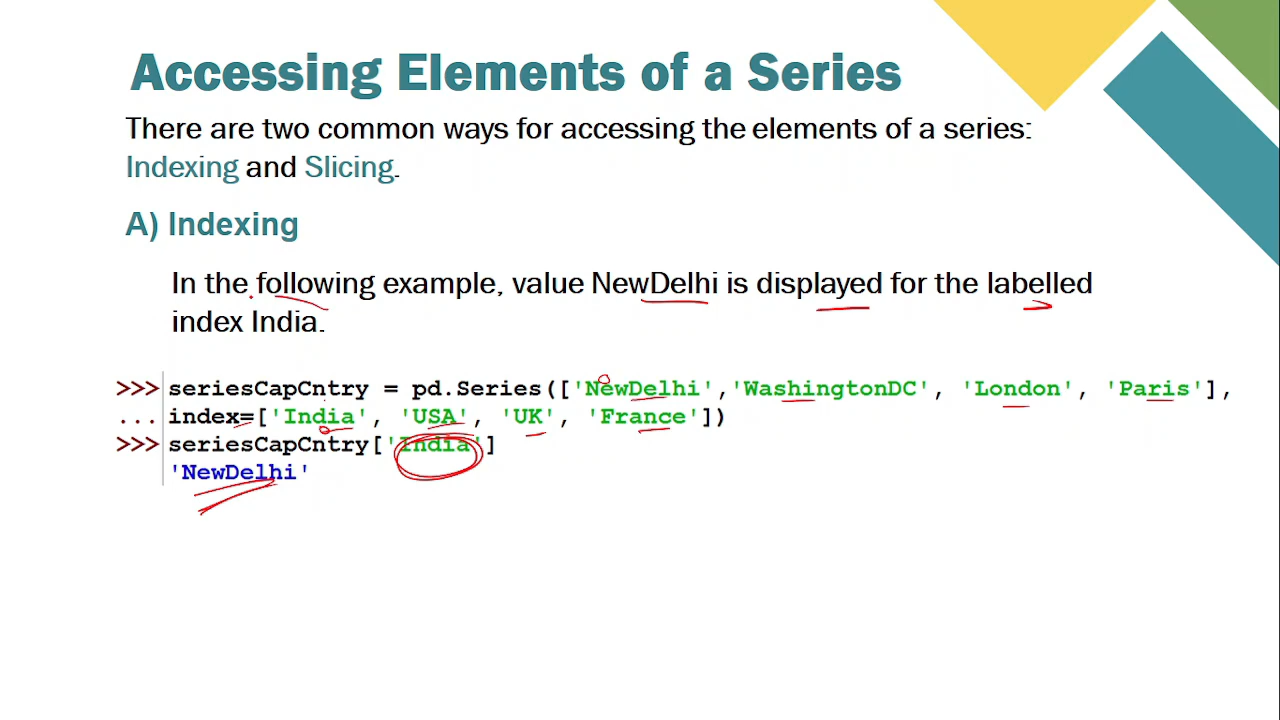 Accessing Elements of a Series
There are two common ways for accessing the elements of a series:
Indexing and Slicing.
A) Indexing
In the following example, value NewDelhi is displayed for the labelled
index India.
>>> seriesCapCntry = pd.Series(['NewDelhi','WashingtonDC', 'London', 'Paris'],
... index=['India', 'USA', 'UK', 'France'])
>>> seriesCapCntry['India']
'NewDelhi'